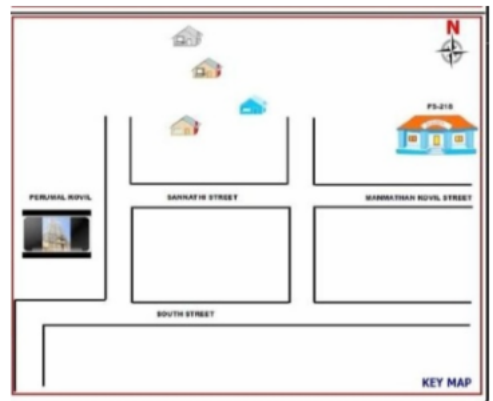 N
PS-218
PERUMAL KOVIL
SANNATHI STREET
MANMATHAN KOVIL STREET
SOUTH STREET
KEY MAP